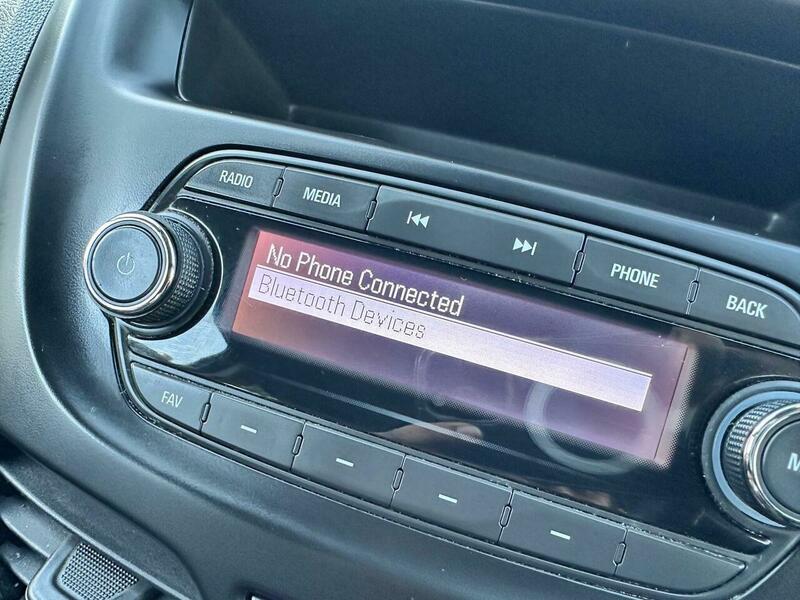 RADIO
MEDIA
PHONE
BACK
No Phone Connected
Bluetooth Devices
FAV